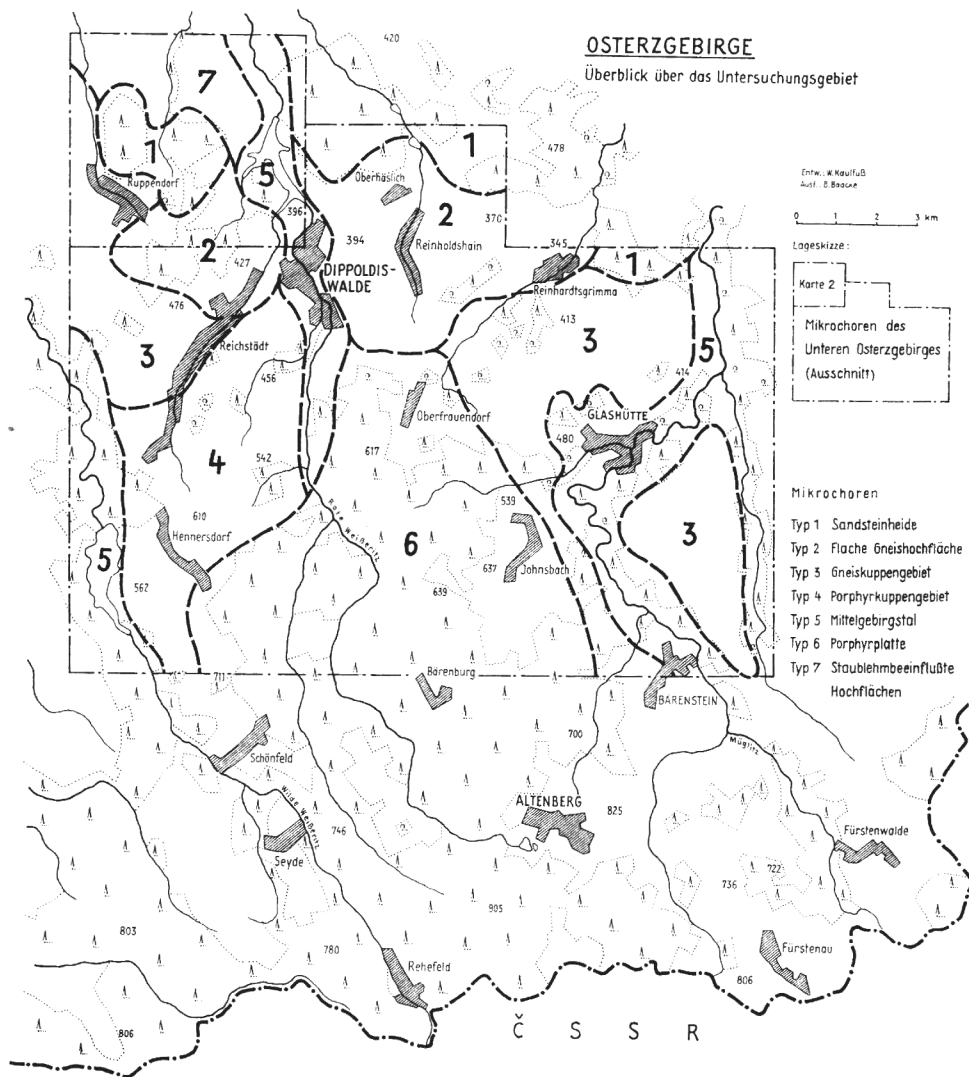 OSTERZGEBIRGE
Überblick über das Untersuchungsgebiet
Entw.: W. Kaulfuß
Ausf.: B. Baacke
0 1 2 3 km
Lageskizze:
Karte 2
Mikrochoren des
Unteren Osterzgebirges
(Ausschnitt)
Mikrochoren
Typ 1 Sandsteinheide
Typ 2 Flache Gneishochfläche
Typ 3 Gneiskuppengebiet
Typ 4 Porphyrkuppengebiet
Typ 5 Mittelgebirgstal
Typ 6 Porphyrplatte
Typ 7 Staublehmbeeinflußte
Hochflächen
420
7
1
1
478
5
Oberhäslich
Ruppendorf
396
2
370
394
Reinholdshain
345
2
1
427
DIPPOLDIS-
WALDE
Reinhardtsgrimma
476
413
3
3
5
Reichstädt
414
456
Oberfrauendorf
GLASHÜTTE
480
4
542
617
539
610
Rote Weißeritz
Hennersdorf
6
3
5
637
Johnsbach
562
639
711
Bärenburg
BÄRENSTEIN
700
Schönfeld
Müglitz
Wilde Weißeritz
ALTENBERG
825
746
Seyde
Fürstenwalde
722
736
905
803
780
Rehefeld
Fürstenau
806
806
Č S S R